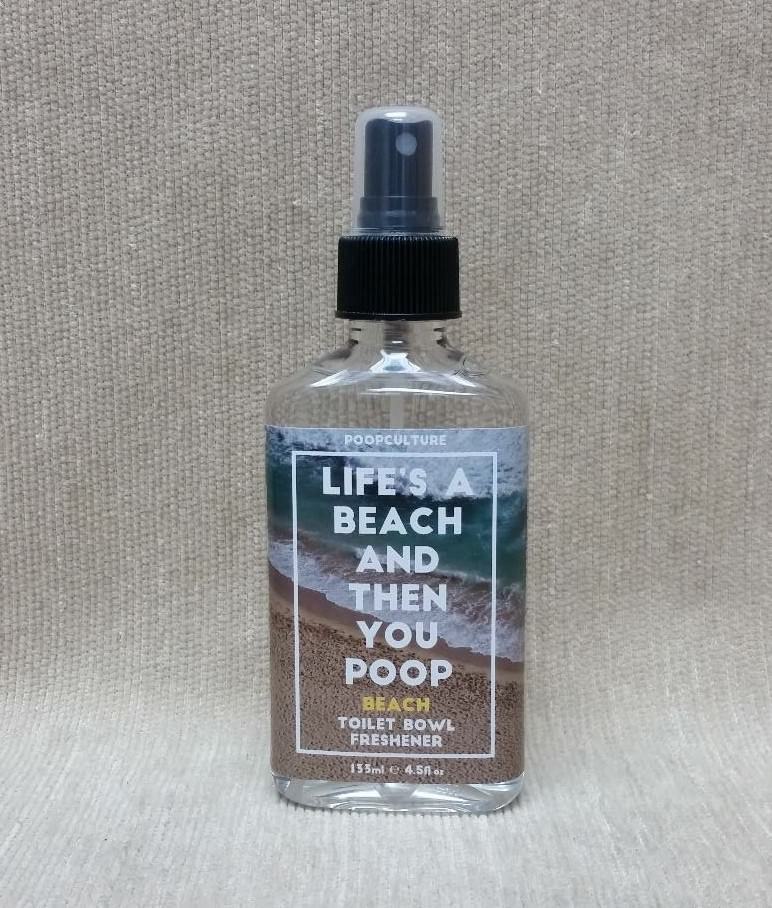 POOPCULTURE
LIFE'S A
BEACH
AND
THEN
YOU
POOP
BEACH
TOILET BOWL
FRESHENER
133ml ℮ 4.5fl oz